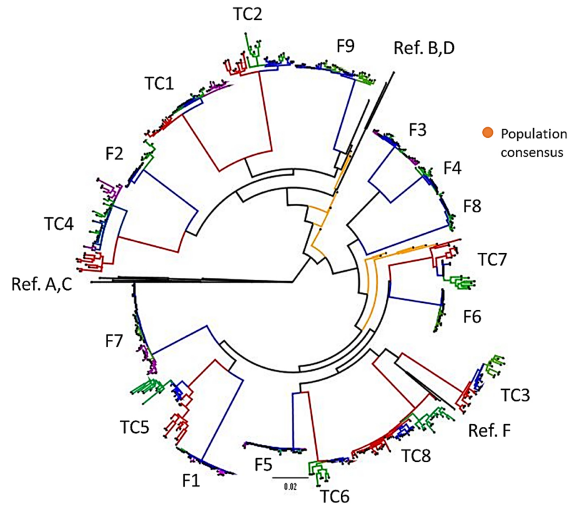 TC2
F9
Ref. B,D
TC1
F3
Population
consensus
F2
F4
F8
TC4
TC7
Ref. A,C
F6
F7
TC3
TC5
Ref. F
TC8
F5
F1
0.02
TC6